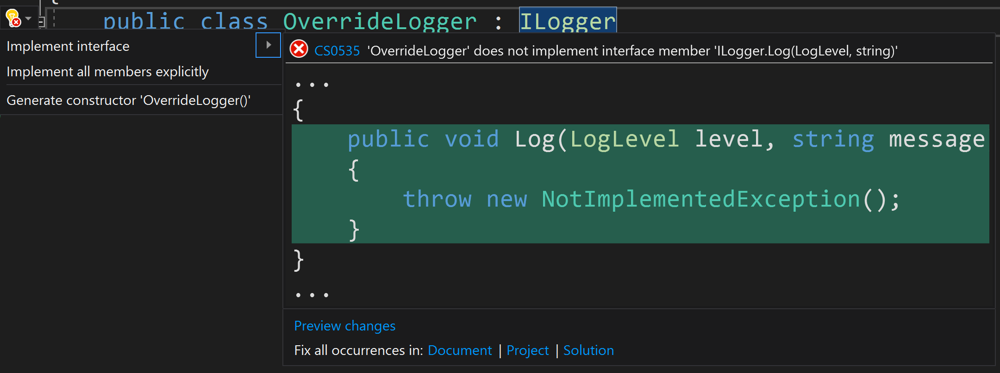 {
public class OverrideLogger : ILogger
Implement interface
Implement all members explicitly
Generate constructor 'OverrideLogger()'
CS0535 'OverrideLogger' does not implement interface member 'ILogger.Log(LogLevel, string)'
...
{
public void Log(LogLevel level, string message
{
throw new NotImplementedException();
}
}
...
Preview changes
Fix all occurrences in: Document | Project | Solution